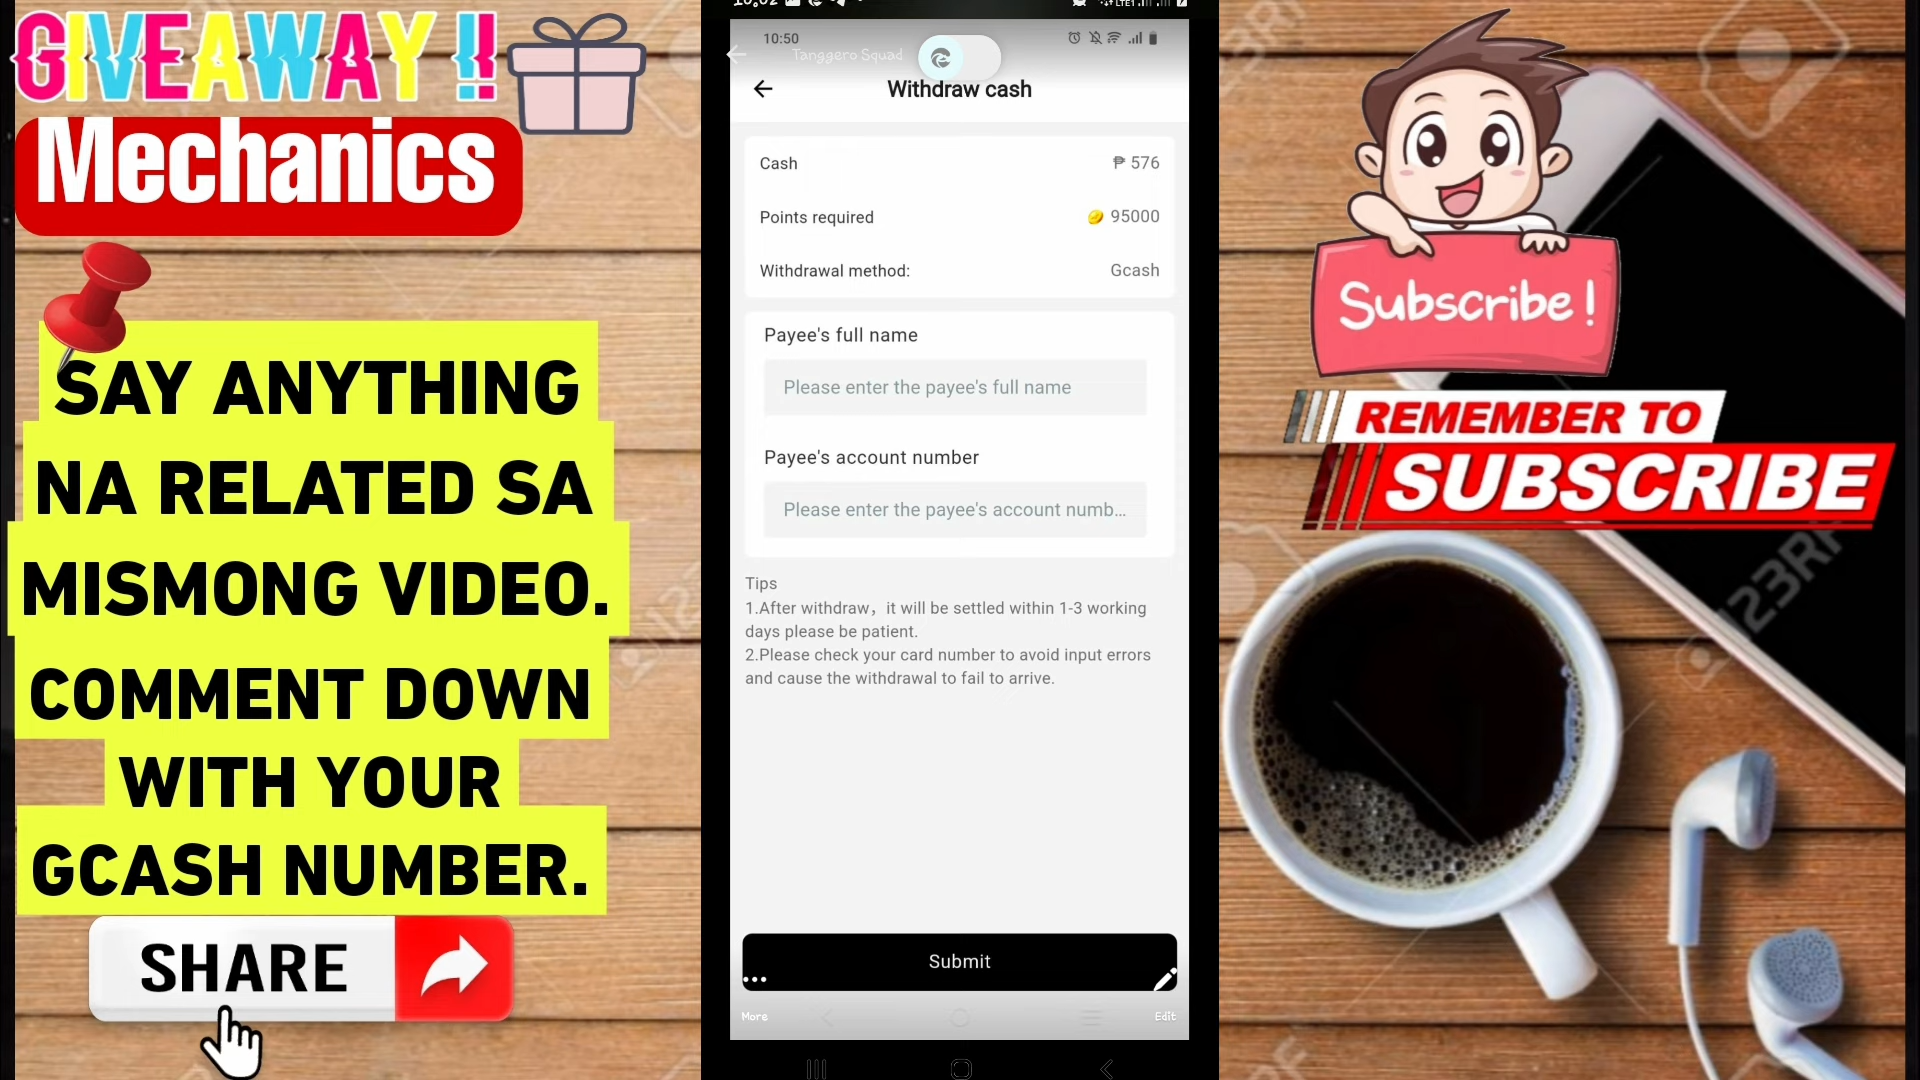 GIVEAWAY !!
Mechanics
SAY ANYTHING
NA RELATED SA
MISMONG VIDEO.
COMMENT DOWN
WITH YOUR
GCASH NUMBER.
SHARE
10:50
Tanggero Squad
Withdraw cash
Cash ₱ 576
Points required 95000
Withdrawal method: Gcash
Payee's full name
Please enter the payee's full name
Payee's account number
Please enter the payee's account numb...
Tips
1.After withdraw，it will be settled within 1-3 working
days please be patient.
2.Please check your card number to avoid input errors
and cause the withdrawal to fail to arrive.
Submit
More
Edit
Subscribe!
REMEMBER TO
SUBSCRIBE
123RF